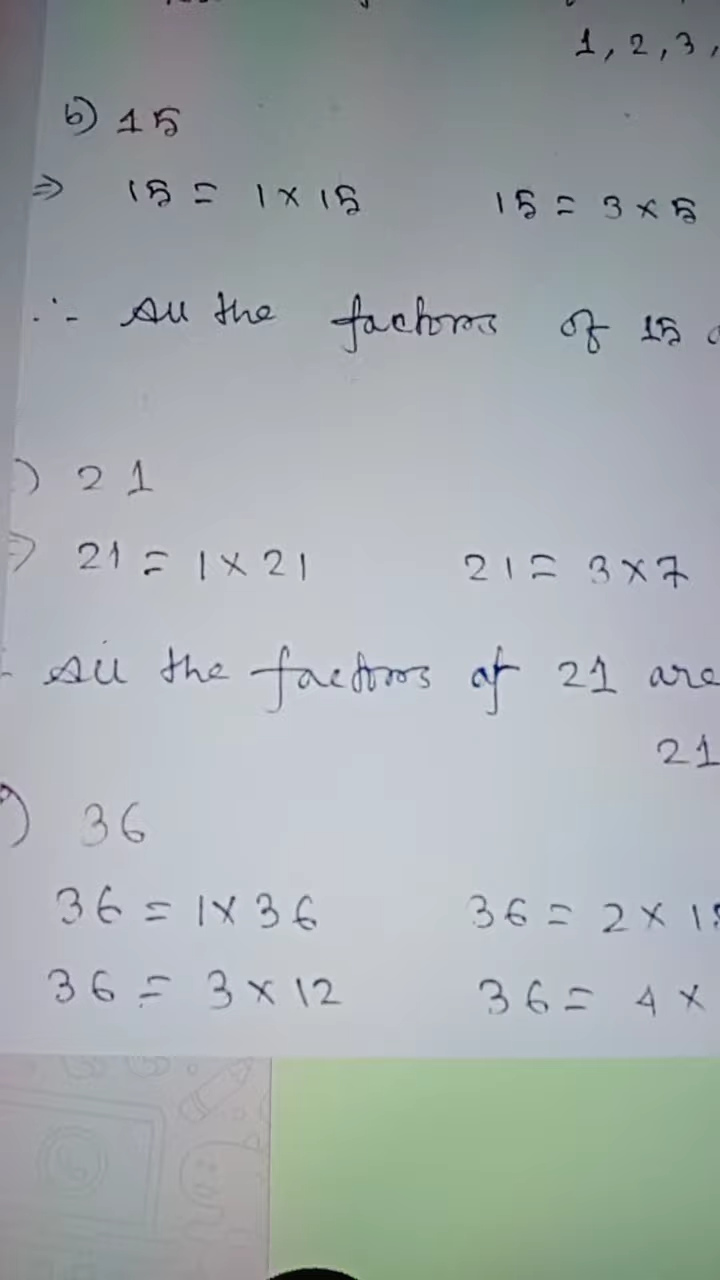 1, 2, 3,
b) 15
⇒ 15 = 1 × 15 15 = 3 × 5
∴ All the factors of 15
) 21
⇒ 21 = 1 × 21 21 = 3 × 7
All the factors of 21 are
21
) 36
36 = 1 × 36 36 = 2 × 1
36 = 3 × 12 36 = 4 ×